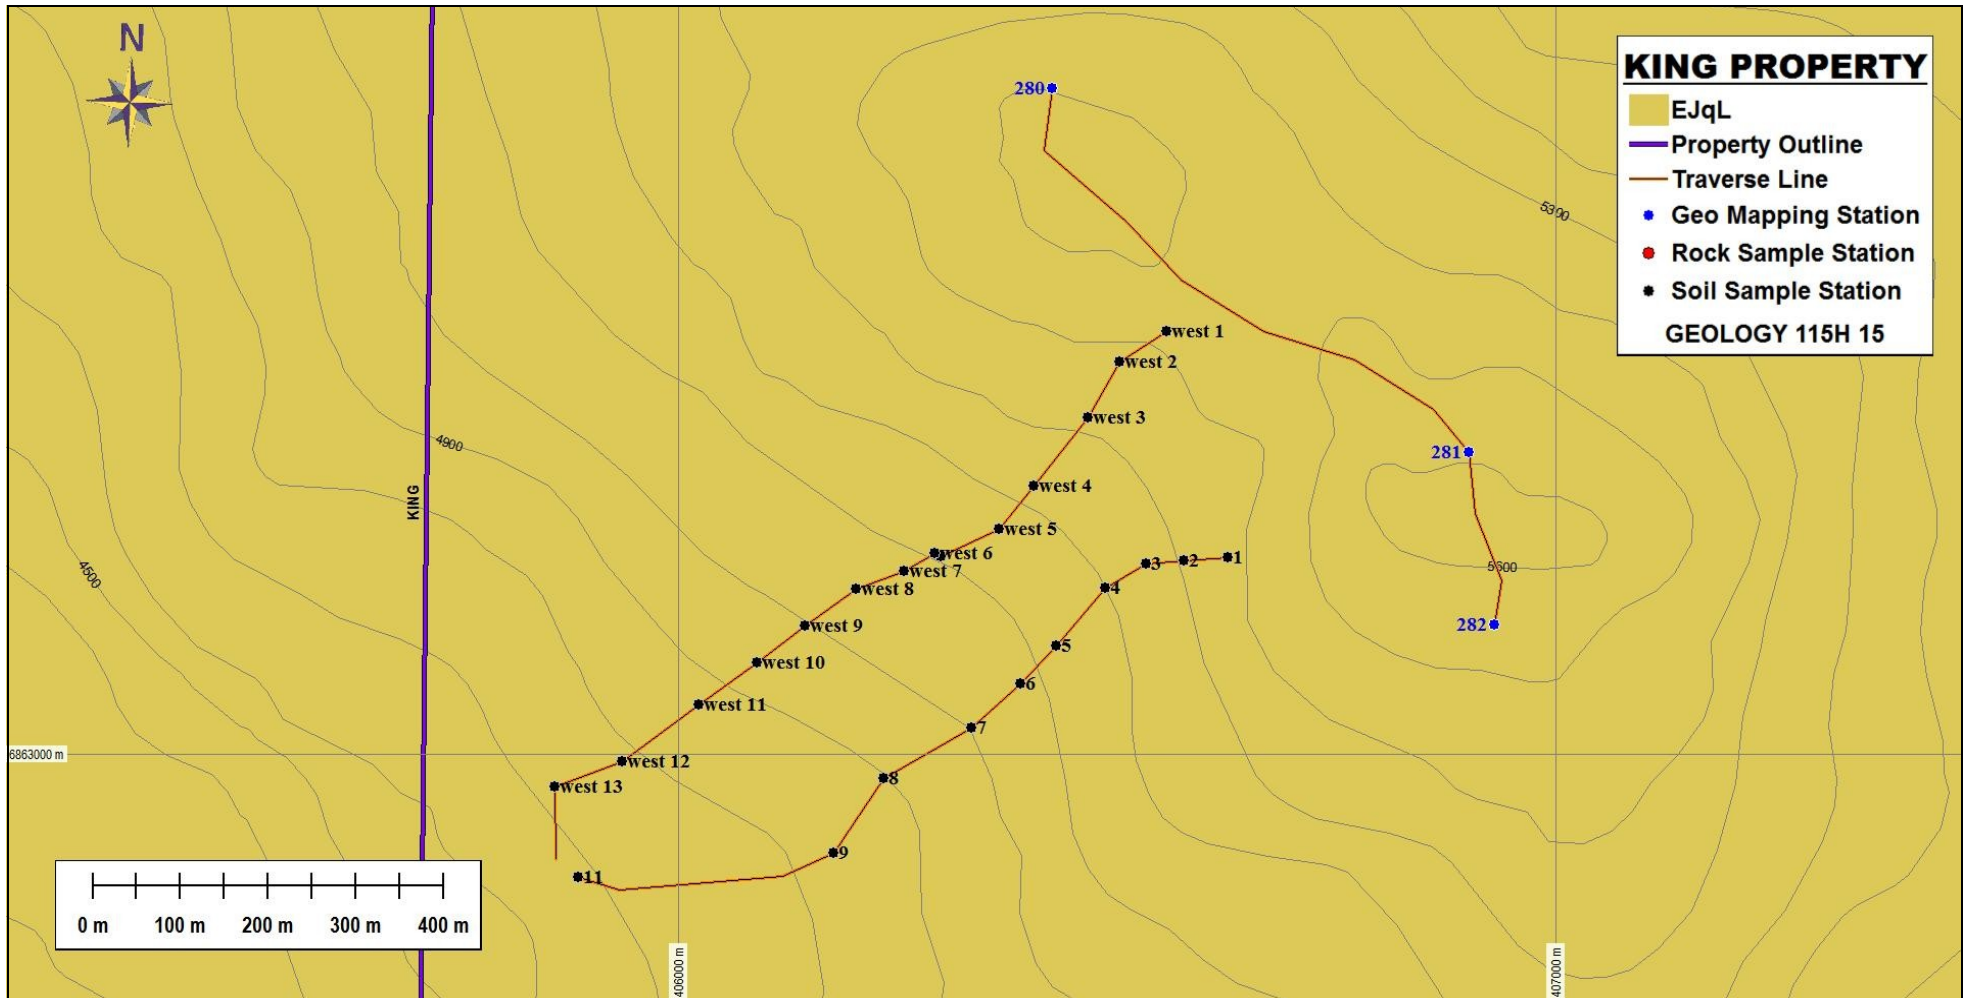 N
KING PROPERTY
EJqL
Property Outline
Traverse Line
Geo Mapping Station
Rock Sample Station
Soil Sample Station
GEOLOGY 115H 15
280
5300
west 1
west 2
west 3
4900
281
KING
west 4
west 5
west 6
west 7
west 8
1
2
3
4
5600
4500
west 9
282
5
west 10
6
west 11
7
6863000 m
west 12
west 13
8
9
11
0 m 100 m 200 m 300 m 400 m
406000 m
407000 m